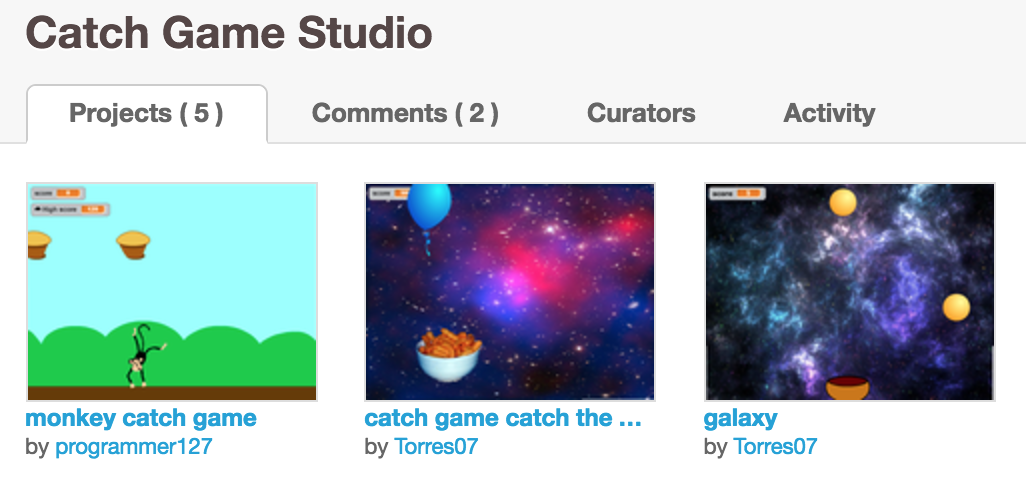 Catch Game Studio
Projects ( 5 )
Comments ( 2 )
Curators
Activity
score
High score
score
score
monkey catch game
by programmer127
catch game catch the ...
by Torres07
galaxy
by Torres07